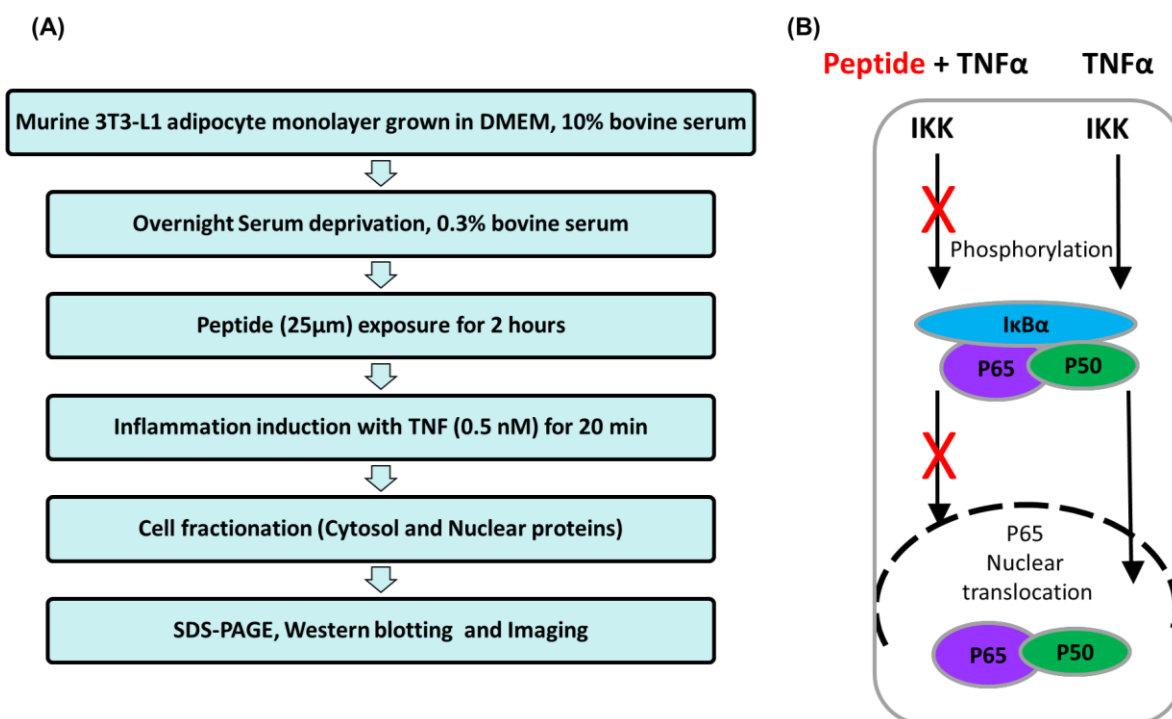 (A)
Murine 3T3-L1 adipocyte monolayer grown in DMEM, 10% bovine serum
Overnight Serum deprivation, 0.3% bovine serum
Peptide (25μm) exposure for 2 hours
Inflammation induction with TNF (0.5 nM) for 20 min
Cell fractionation (Cytosol and Nuclear proteins)
SDS-PAGE, Western blotting and Imaging
(B)
Peptide + TNFα TNFα
IKK IKK
X
Phosphorylation
IκBα
P65 P50
X
P65
Nuclear
translocation
P65 P50